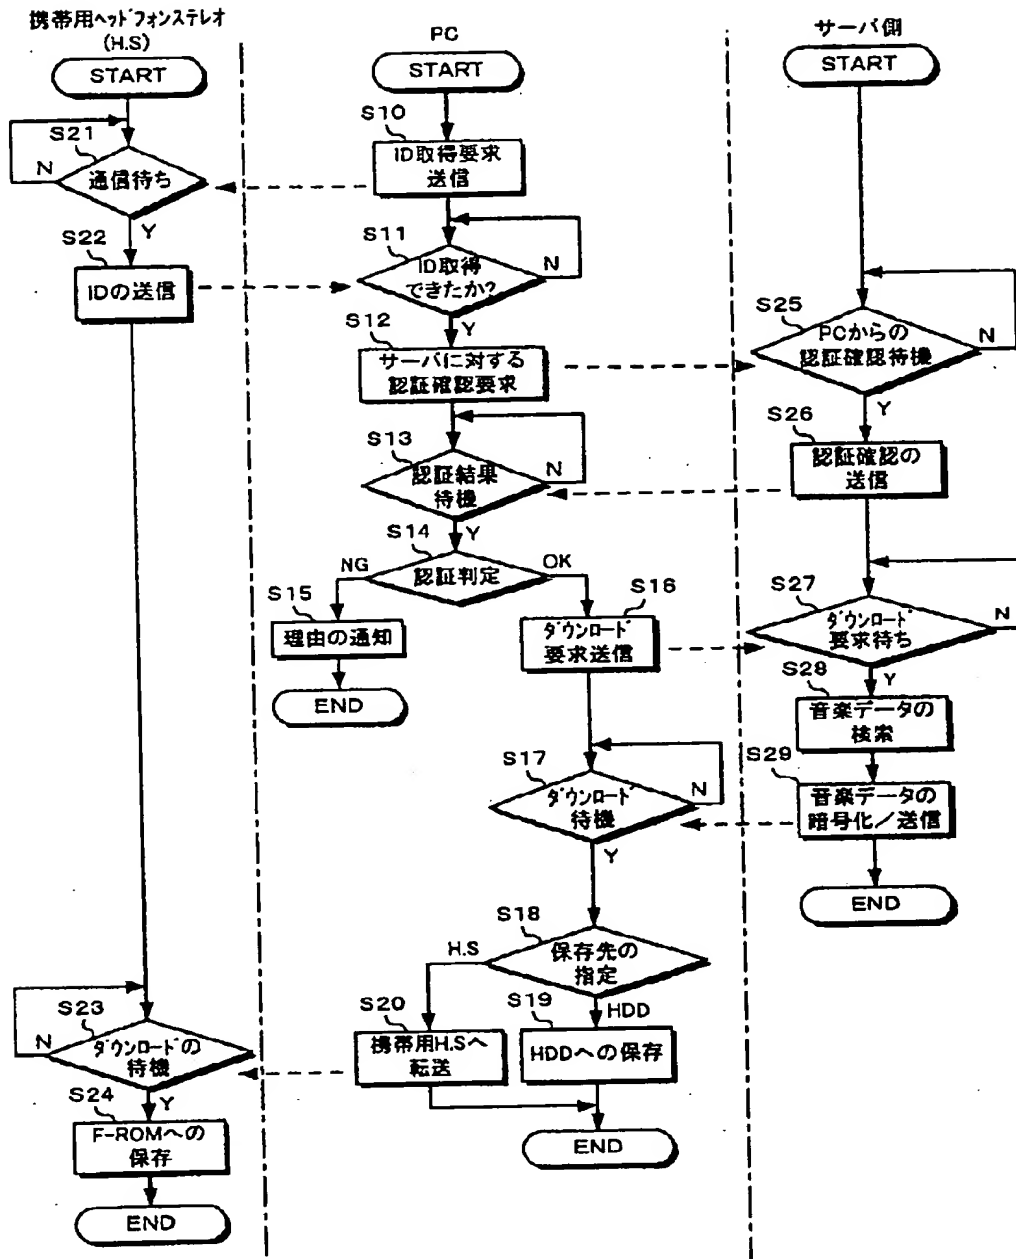 携帯用ヘッドフォンステレオ
(H.S)
START
S21
N
通信待ち
Y
S22
IDの送信
S23
N
ダウンロードの
待機
Y
S24
F-ROMへの
保存
END
PC
START
S10
ID取得要求
送信
S11
ID取得
できたか?
N
Y
S12
サーバに対する
認証確認要求
S13
認証結果
待機
N
Y
S14
認証判定
NG
OK
S15
理由の通知
END
S16
ダウンロード
要求送信
S17
ダウンロード
待機
N
Y
S18
保存先の
指定
H.S
HDD
S20
携帯用H.Sへ
転送
S19
HDDへの保存
END
サーバ側
START
S25
PCからの
認証確認待機
N
Y
S26
認証確認の
送信
S27
ダウンロード
要求待ち
N
Y
S28
音楽データの
検索
S29
音楽データの
暗号化/送信
END